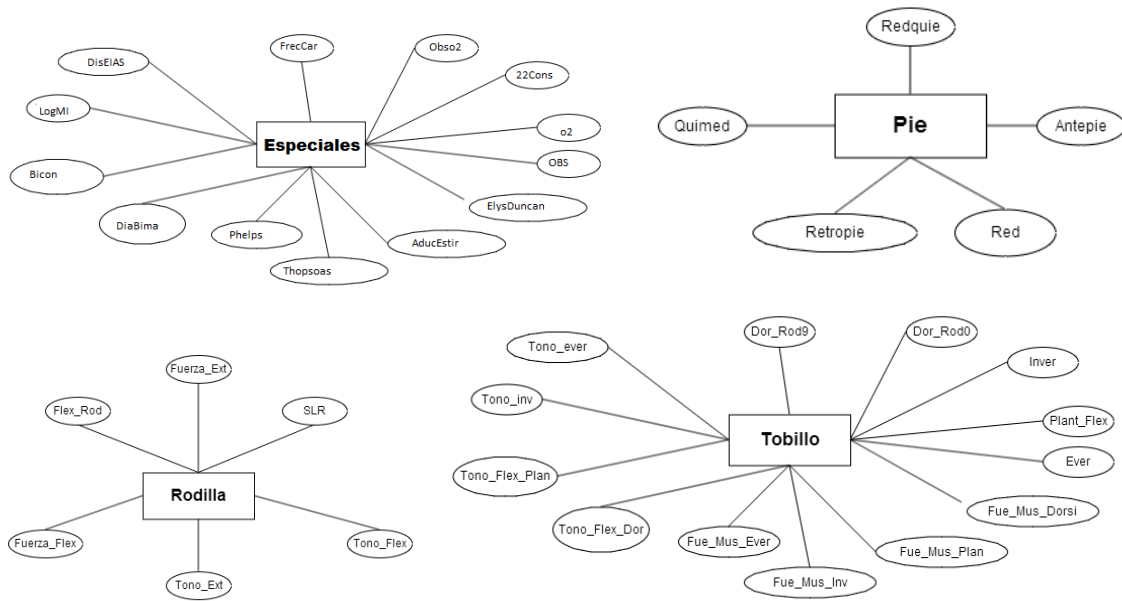 FrecCar
Obso2
DisEIAS
22Cons
LogMI
o2
Especiales
OBS
Bicon
ElysDuncan
DiaBima
Phelps
AducEstir
Thopsoas
Redquie
Quimed
Pie
Antepie
Retropie
Red
Fuerza_Ext
Flex_Rod
SLR
Rodilla
Fuerza_Flex
Tono_Flex
Tono_Ext
Dor_Rod9
Dor_Rod0
Tono_ever
Inver
Tono_inv
Plant_Flex
Tobillo
Ever
Tono_Flex_Plan
Fue_Mus_Dorsi
Tono_Flex_Dor
Fue_Mus_Ever
Fue_Mus_Plan
Fue_Mus_Inv